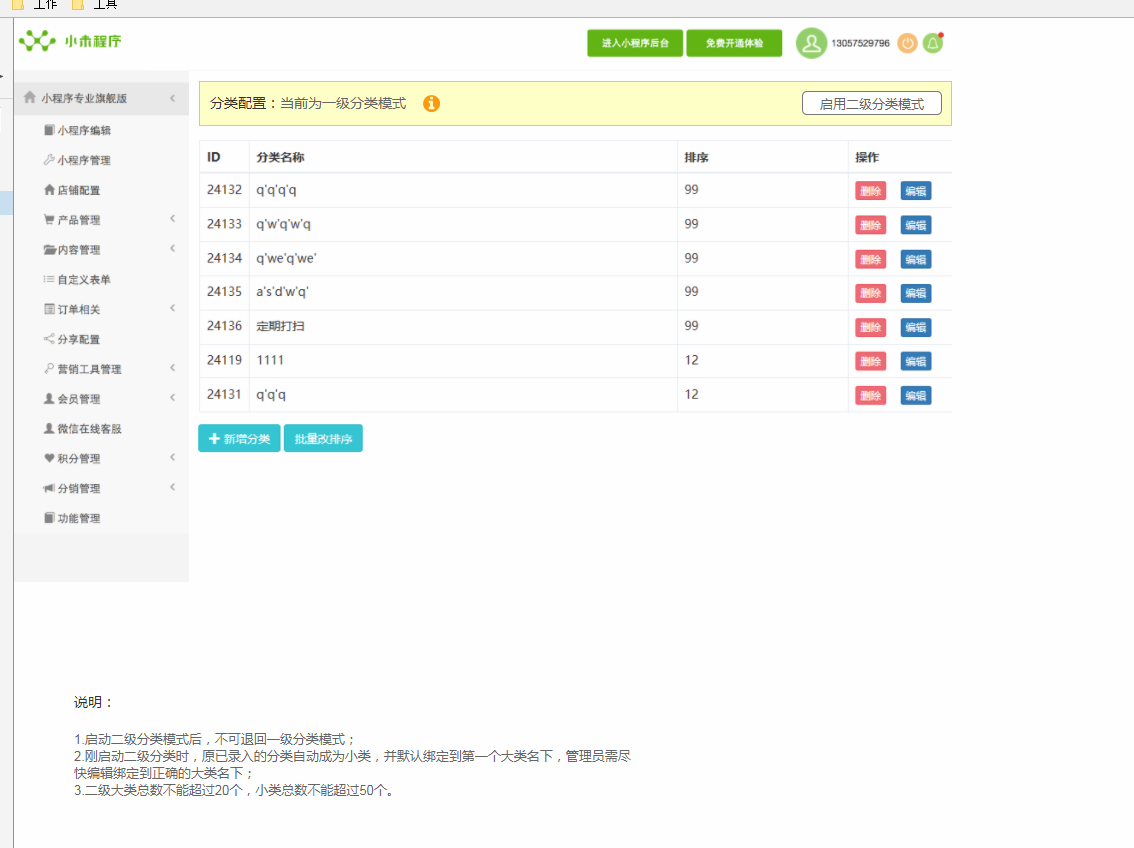 工作 工具
小木程序
进入小程序后台 免费开通体验 13057529796
小程序专业旗舰版
小程序编辑
小程序管理
店铺配置
产品管理
内容管理
自定义表单
订单相关
分享配置
营销工具管理
会员管理
微信在线客服
积分管理
分销管理
功能管理
分类配置：当前为一级分类模式 启用二级分类模式
ID 分类名称 排序 操作
24132 q'q'q'q 99 删除 编辑
24133 q'w'q'w'q 99 删除 编辑
24134 q'we'q'we' 99 删除 编辑
24135 a's'd'w'q' 99 删除 编辑
24136 定期打扫 99 删除 编辑
24119 1111 12 删除 编辑
24131 q'q'q 12 删除 编辑
新增分类 批量改排序
说明：
1.启动二级分类模式后，不可退回一级分类模式；
2.刚启动二级分类时，原已录入的分类自动成为小类，并默认绑定到第一个大类名下，管理员需尽
快编辑绑定到正确的大类名下；
3.二级大类总数不能超过20个，小类总数不能超过50个。